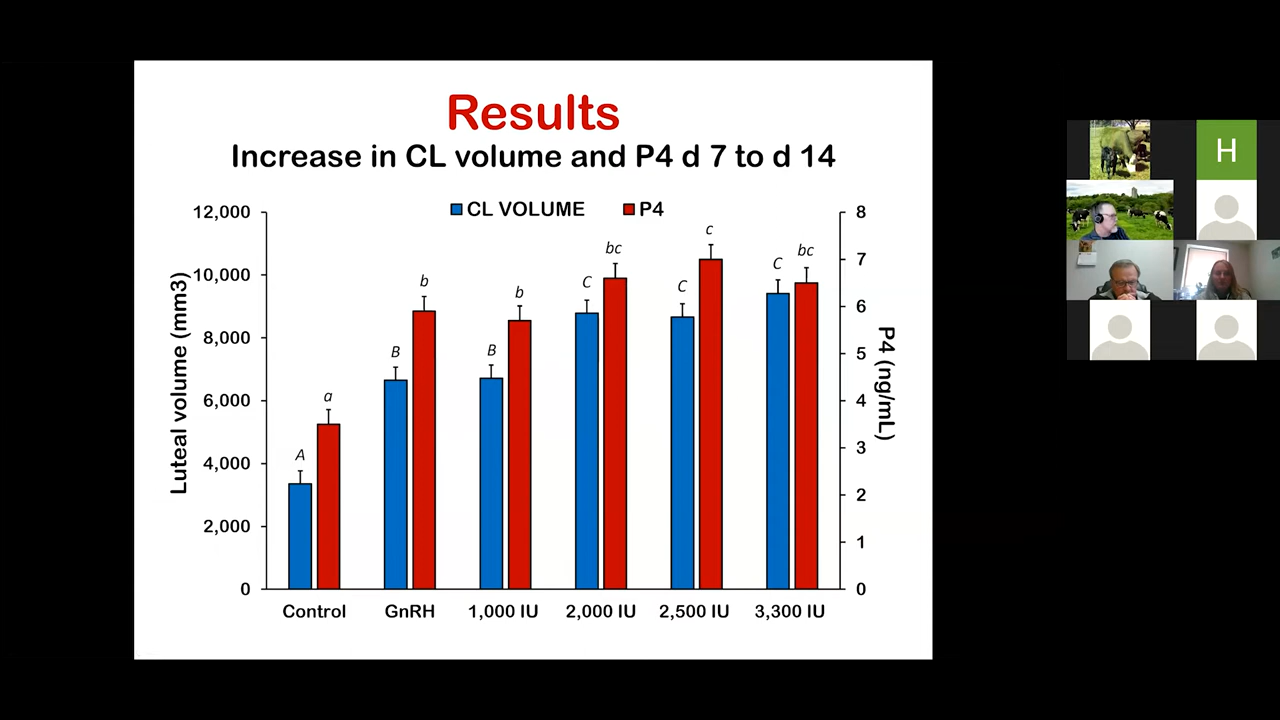 Results
Increase in CL volume and P4 d 7 to d 14
CL VOLUME P4
12,000
10,000
8,000
6,000
4,000
2,000
0
Luteal volume (mm3)
8
7
6
5
4
3
2
1
0
P4 (ng/mL)
A a B b B b C bc C c C bc
Control GnRH 1,000 IU 2,000 IU 2,500 IU 3,300 IU
H